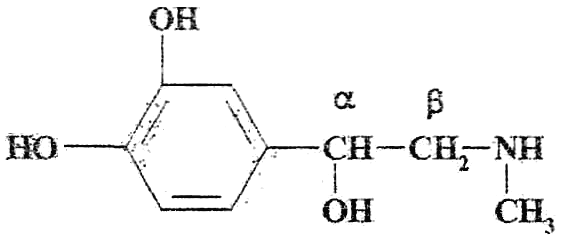 OH
α β
HO CH CH₂ NH
OH CH₃